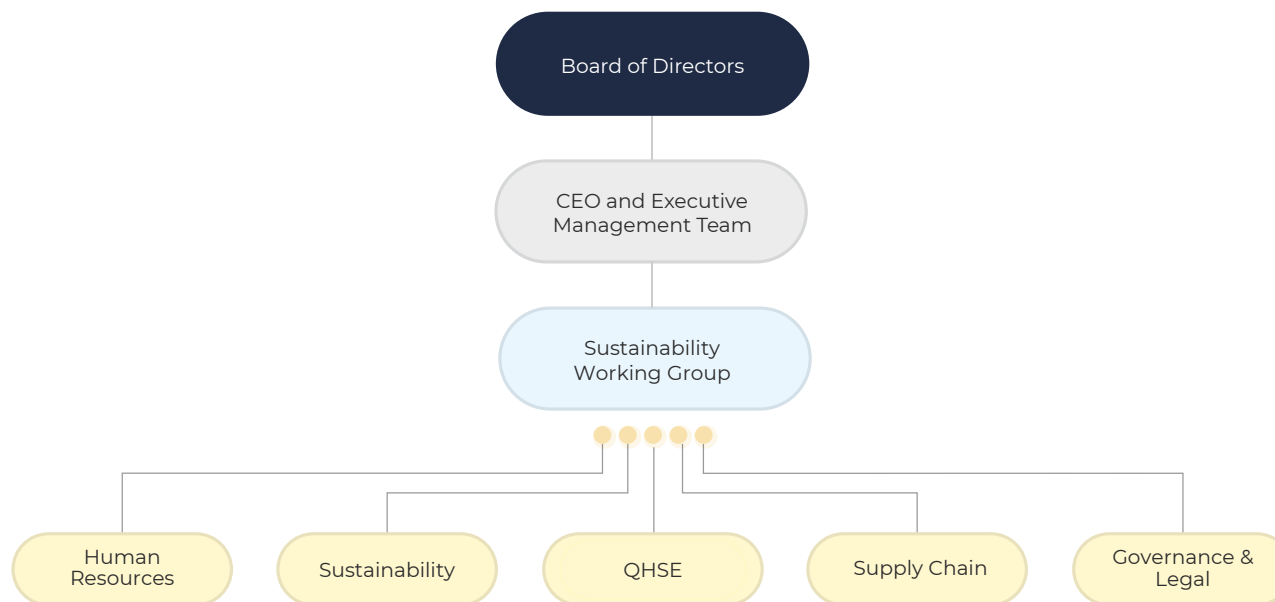 Board of Directors
CEO and Executive
Management Team
Sustainability
Working Group
Human
Resources
Sustainability
QHSE
Supply Chain
Governance &
Legal